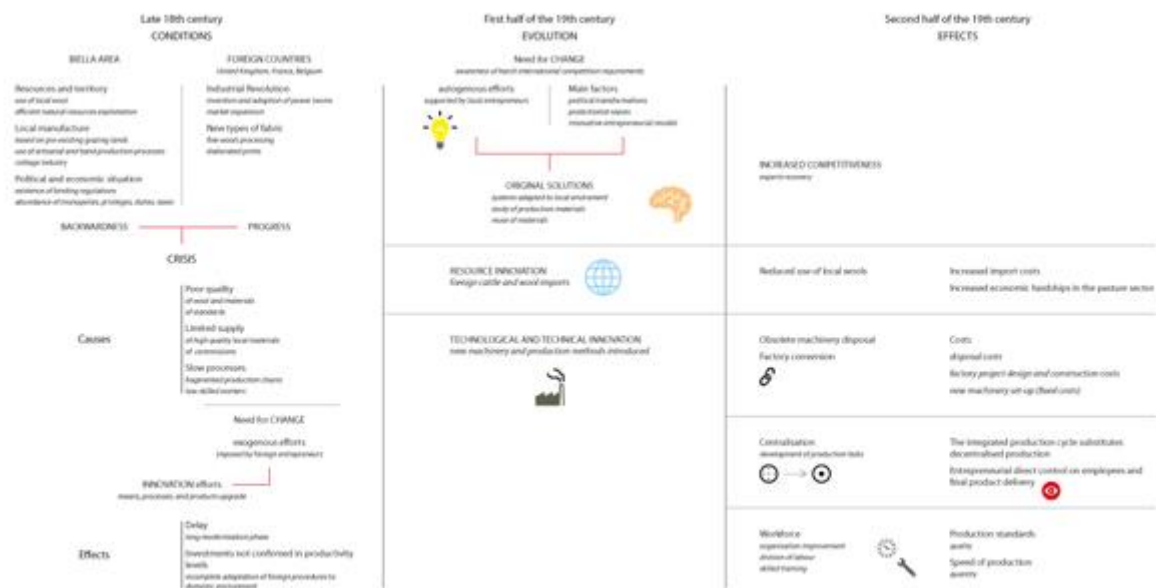 Late 18th century
CONDITIONS
BIELLA AREA
Resources and territory
use of local wool
efficient natural resources exploitation
Local manufacture
based on pre-existing grazing lands
use of artisanal and hand production processes
cottage industry
Political and economic situation
existence of limiting regulations
abundance of monopolies, privileges, duties, taxes
FOREIGN COUNTRIES
United Kingdom, France, Belgium
Industrial Revolution
invention and adoption of power looms
market expansion
New types of fabric
fine wools processing
elaborated prints
BACKWARDNESS
PROGRESS
CRISIS
Causes
Poor quality
of wool and materials
of standards
Limited supply
of high quality local materials
of commissions
Slow processes
fragmented production chains
low skilled workers
Need for CHANGE
exogenous efforts
(imposed by foreign entrepreneurs)
INNOVATION efforts
means, processes, and products upgrade
Effects
Delay
long modernisation phase
Investments not confirmed in productivity
levels
incomplete adaptation of foreign procedures to
First half of the 19th century
EVOLUTION
Need for CHANGE
awareness of harsh international competition requirements
autogenous efforts
supported by local entrepreneurs
Main factors
political transformations
protectionist
innovative entrepreneurial models
ORIGINAL SOLUTIONS
systems adapted to local
study of production materials
reuse of materials
RESOURCE INNOVATION
foreign cattle and wool imports
TECHNOLOGICAL AND TECHNICAL INNOVATION
new machinery and production methods introduced
Second half of the 19th century
EFFECTS
INCREASED COMPETITIVENESS
export economy
Reduced use of local wools
Increased import costs
Increased economic hardships in the pasture sector
Obsolete machinery disposal
Factory conversion
Costs
disposal costs
factory project design and construction costs
new machinery set-up (fixed costs)
Centralisation
development of production
The integrated production cycle substitutes
decentralised production
Entrepreneurial direct control on employees and
final product delivery
Workforce
organisation improvement
division of labour
skilled training
Production standards
Speed of production